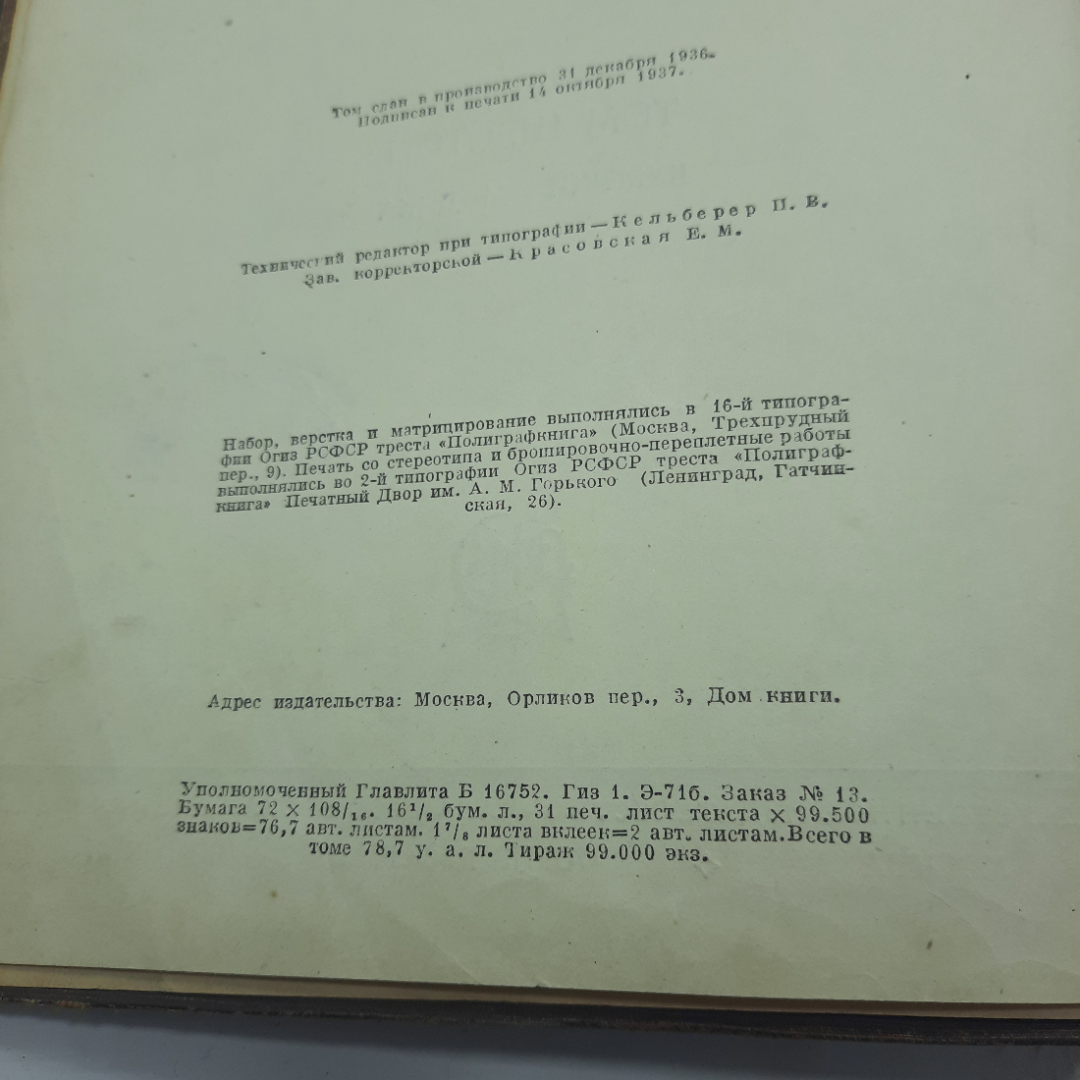 Том сдан в производство 31 декабря 1936.
Подписан к печати 14 октября 1937.
Технический редактор при типографии — Кельберер П. В.
Зав. корректорской — Красовская Е. М.
Набор, верстка и матрицирование выполнялись в 16-й типогра-
фии Огиз РСФСР треста «Полиграфкнига» (Москва, Трехпрудный
пер., 9). Печать со стереотипа и брошировочно-переплетные работы
выполнялись во 2-й типографии Огиз РСФСР треста «Полиграф-
книга» Печатный Двор им. А. М. Горького (Ленинград, Гатчин-
ская, 26).
Адрес издательства: Москва, Орликов пер., 3, Дом книги.
Уполномоченный Главлита Б 16752. Гиз 1. Э-71б. Заказ № 13.
Бумага 72 × 108/₁₆. 16¹/₂ бум. л., 31 печ. лист текста × 99.500
знаков=76,7 авт. листам. 1⁷/₈ листа вклеек=2 авт. листам. Всего в
томе 78,7 у. а. л. Тираж 99.000 экз.